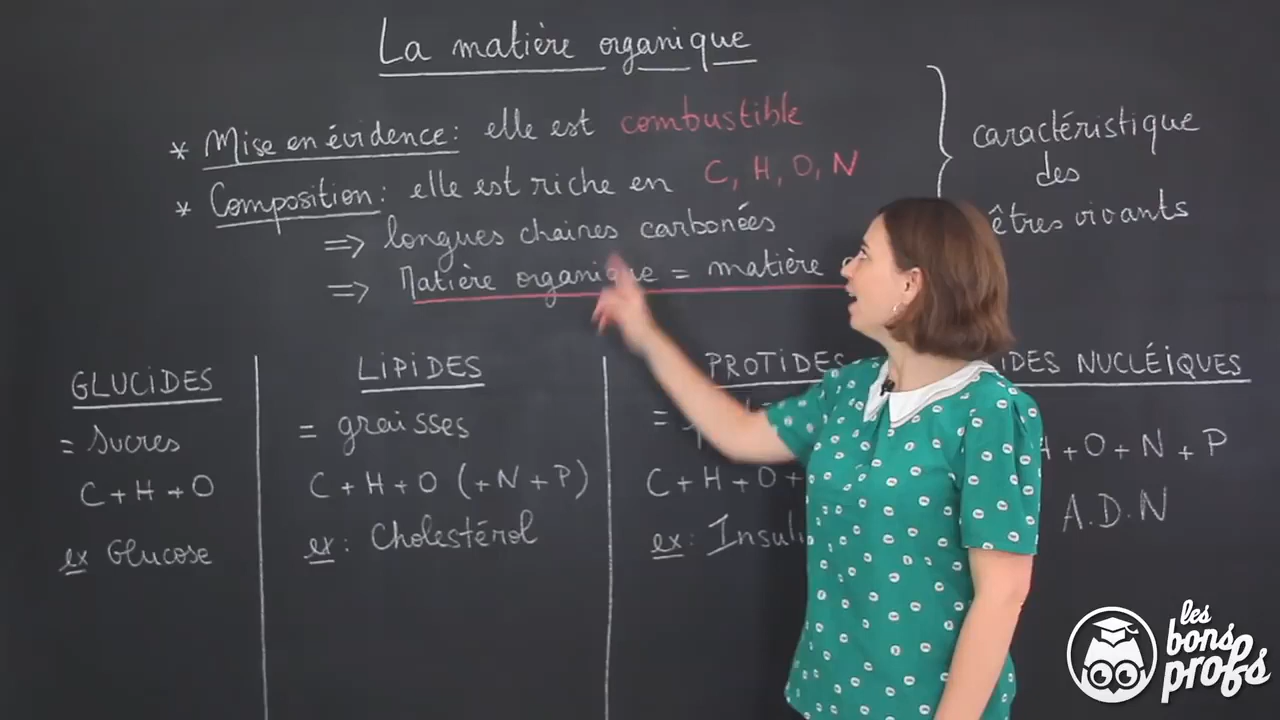 La matière organique
* Mise en évidence : elle est combustible
* Composition : elle est riche en C, H, O, N
⇒ longues chaines carbonées
⇒ Matière organique = matière
caractéristique
des
êtres vivants
GLUCIDES
= Sucres
C + H + O
ex Glucose
LIPIDES
= graisses
C + H + O (+N + P)
ex : Cholestérol
PROTIDES
=
C + H + O +
ex : Insuli
IDES NUCLÉIQUES
H + O + N + P
A.D.N
les
bons
profs